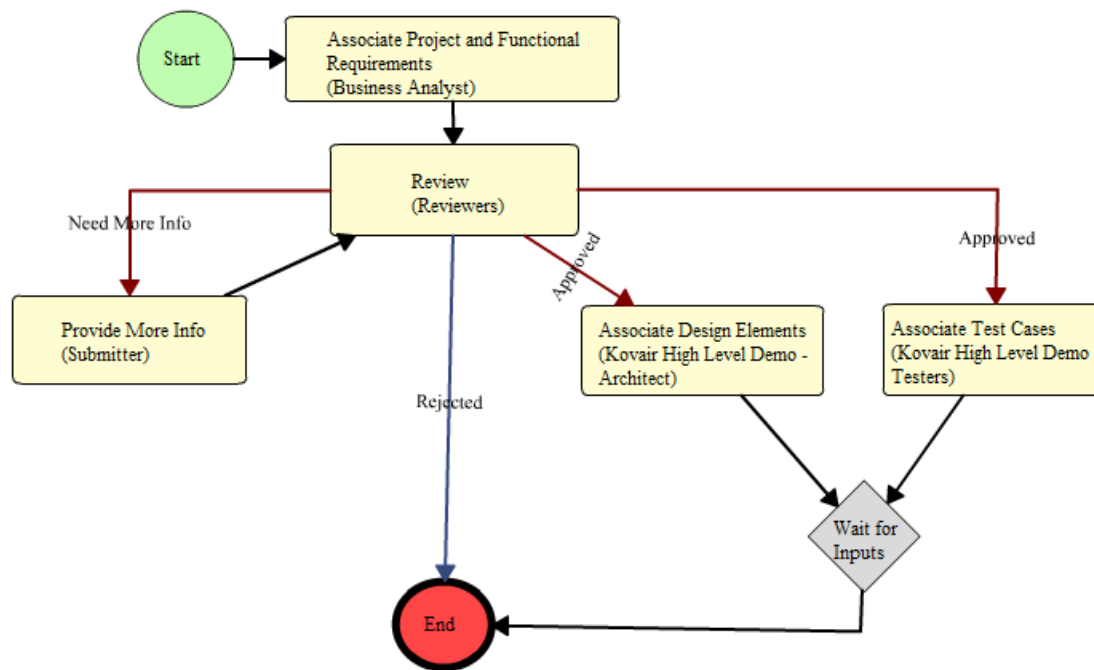 Start
Associate Project and Functional
Requirements
(Business Analyst)
Review
(Reviewers)
Need More Info
Approved
Approved
Provide More Info
(Submitter)
Associate Design Elements
(Kovair High Level Demo -
Architect)
Associate Test Cases
(Kovair High Level Demo
Testers)
Rejected
Wait for
Inputs
End